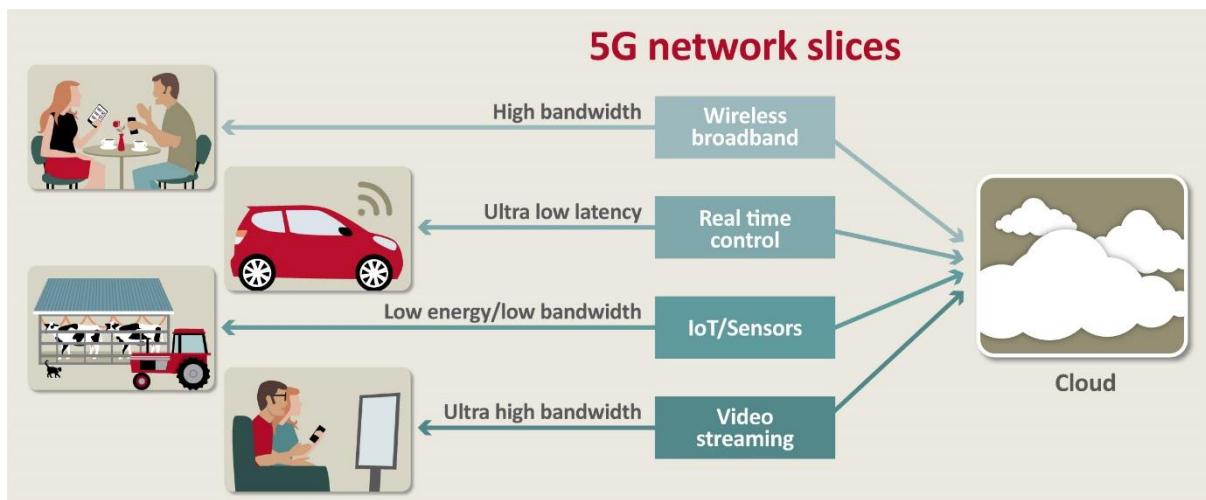 5G network slices
High bandwidth
Wireless
broadband
Ultra low latency
Real time
control
Low energy/low bandwidth
IoT/Sensors
Ultra high bandwidth
Video
streaming
Cloud